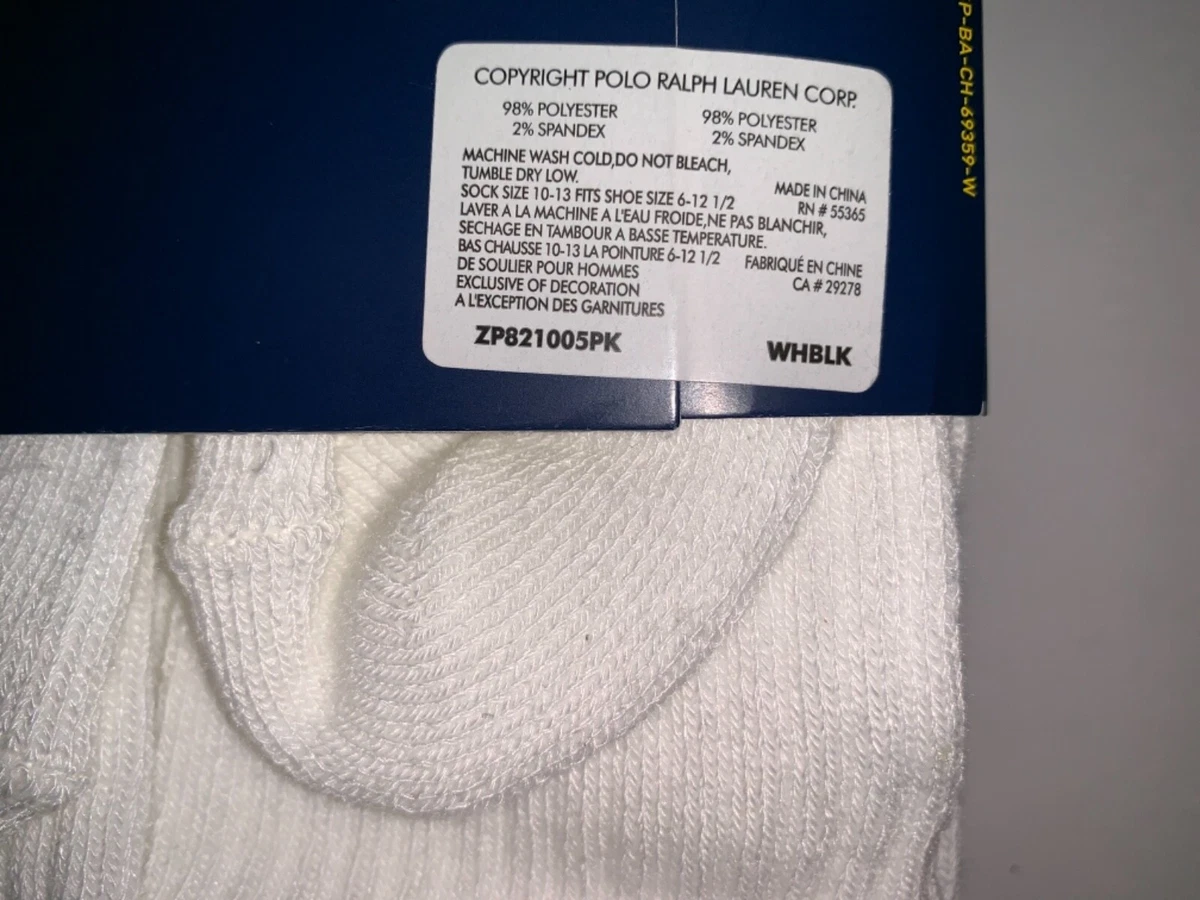 COPYRIGHT POLO RALPH LAUREN CORP.
98% POLYESTER 98% POLYESTER
2% SPANDEX 2% SPANDEX
MACHINE WASH COLD,DO NOT BLEACH,
TUMBLE DRY LOW. MADE IN CHINA
SOCK SIZE 10-13 FITS SHOE SIZE 6-12 1/2 RN # 55365
LAVER A LA MACHINE A L'EAU FROIDE,NE PAS BLANCHIR,
SECHAGE EN TAMBOUR A BASSE TEMPERATURE.
BAS CHAUSSE 10-13 LA POINTURE 6-12 1/2 FABRIQUÉ EN CHINE
DE SOULIER POUR HOMMES CA # 29278
EXCLUSIVE OF DECORATION
A L'EXCEPTION DES GARNITURES
ZP821005PK WHBLK
P-BA-CH-69359-W